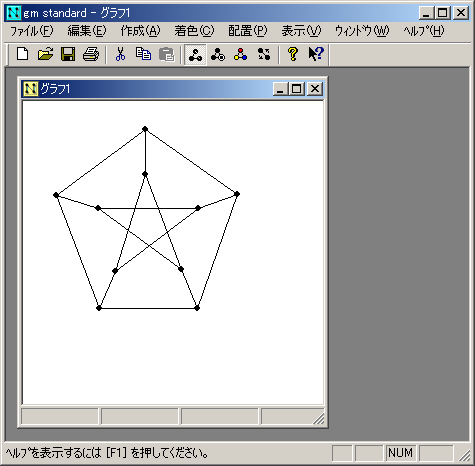 gm standard - グラフ1
ﾌｧｲﾙ(F) 編集(E) 作成(A) 着色(C) 配置(P) 表示(V) ｳｨﾝﾄﾞｳ(W) ﾍﾙﾌﾟ(H)
グラフ1
ﾍﾙﾌﾟを表示するには [F1] を押してください。 NUM